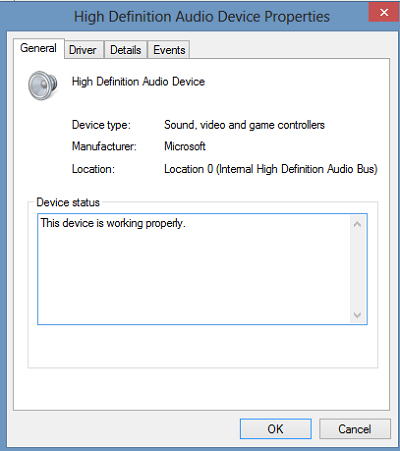 High Definition Audio Device Properties
General Driver Details Events
High Definition Audio Device
Device type: Sound, video and game controllers
Manufacturer: Microsoft
Location: Location 0 (Internal High Definition Audio Bus)
Device status
This device is working properly.
OK Cancel